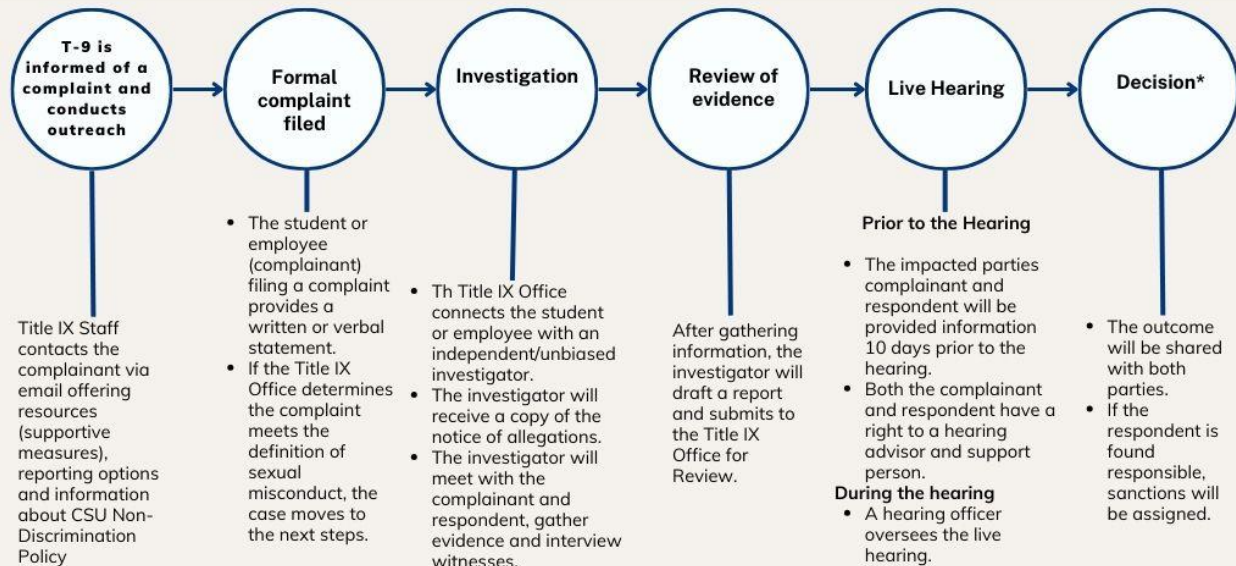 T-9 is
informed of a
complaint and
conducts
outreach
Formal
complaint
filed
Investigation
Review of
evidence
Live Hearing
Decision*
Title IX Staff
contacts the
complainant via
email offering
resources
(supportive
measures),
reporting options
and information
about CSU Non-
Discrimination
Policy
• The student or
employee
(complainant)
filing a complaint
provides a
written or verbal
statement.
• If the Title IX
Office determines
the complaint
meets the
definition of
sexual
misconduct, the
case moves to
the next steps.
• Th Title IX Office
connects the student
or employee with an
independent/unbiased
investigator.
• The investigator will
receive a copy of the
notice of allegations.
• The investigator will
meet with the
complainant and
respondent, gather
evidence and interview
witnesses.
After gathering
information, the
investigator will
draft a report
and submits to
the Title IX
Office for
Review.
Prior to the Hearing
• The impacted parties
complainant and
respondent will be
provided information
10 days prior to the
hearing.
• Both the complainant
and respondent have a
right to a hearing
advisor and support
person.
During the hearing
• A hearing officer
oversees the live
hearing.
• The outcome
will be shared
with both
parties.
• If the
respondent is
found
responsible,
sanctions will
be assigned.